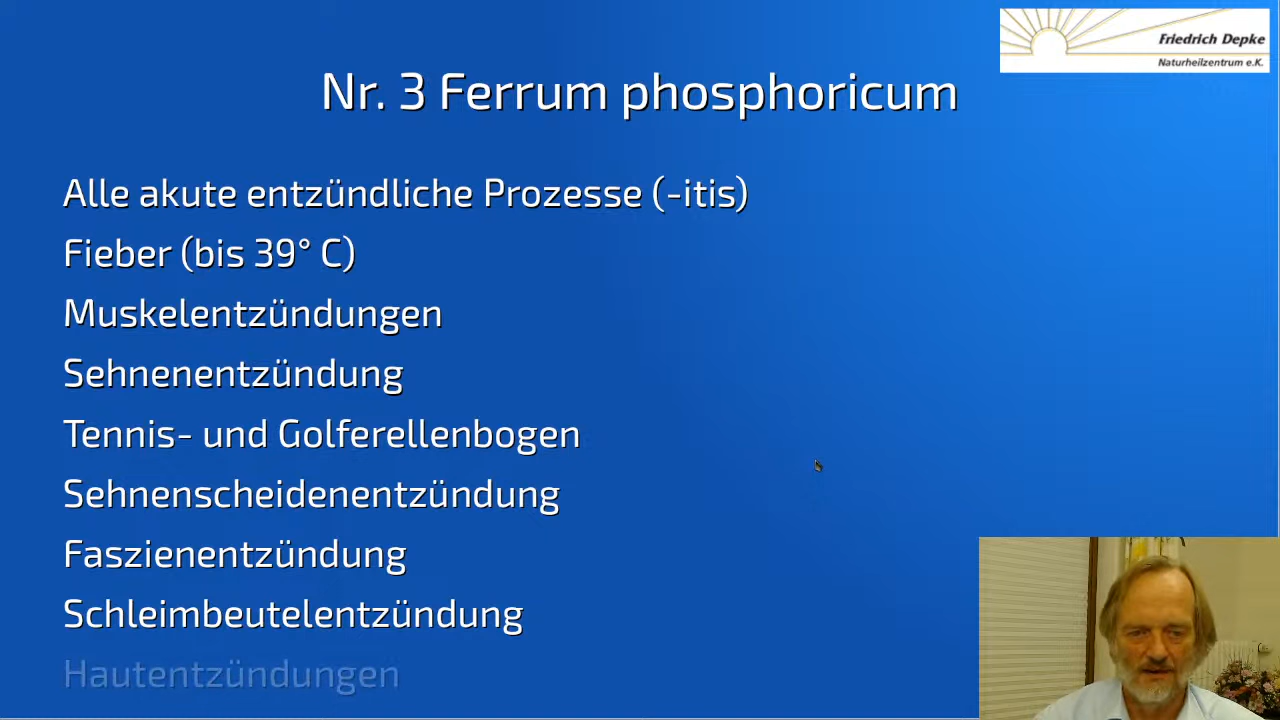 Friedrich Depke
Naturheilzentrum e.K.
Nr. 3 Ferrum phosphoricum
Alle akute entzündliche Prozesse (-itis)
Fieber (bis 39° C)
Muskelentzündungen
Sehnenentzündung
Tennis- und Golferellenbogen
Sehnenscheidenentzündung
Faszienentzündung
Schleimbeutelentzündung
Hautentzündungen